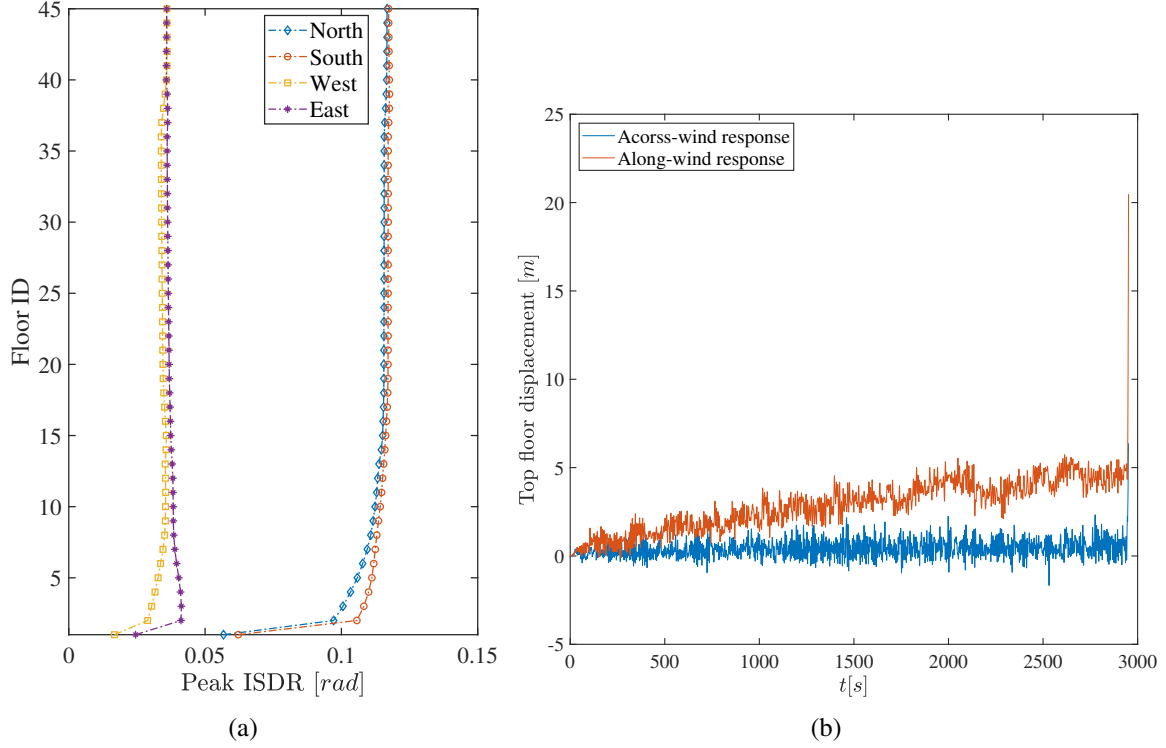 45
40
35
30
25
20
15
10
5
Floor ID
North
South
West
East
0
0.05
0.1
0.15
Peak ISDR [rad]
(a)
25
20
15
10
5
0
-5
Top floor displacement [m]
Acorss-wind response
Along-wind response
0
500
1000
1500
2000
2500
3000
t[s]
(b)